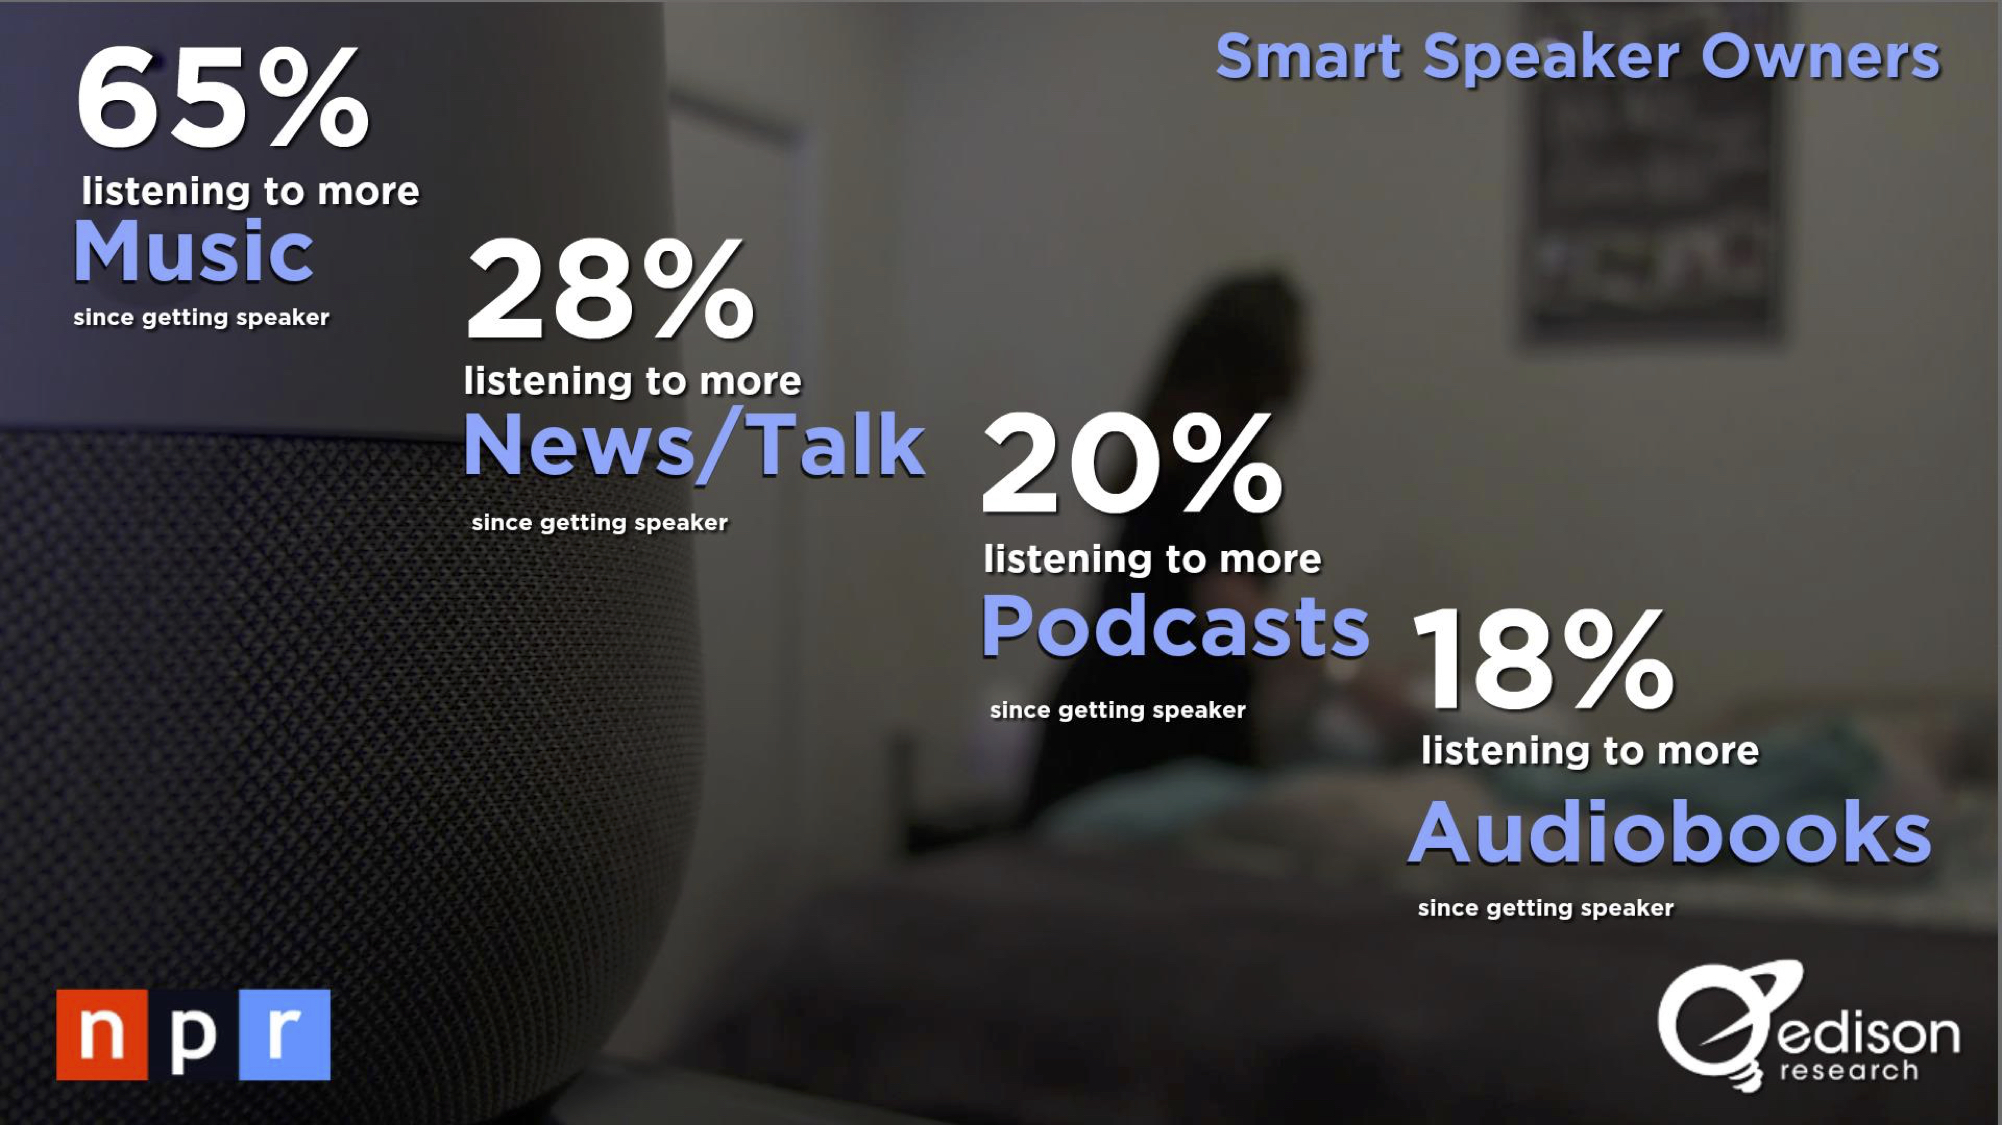 Smart Speaker Owners
65%
listening to more
Music
since getting speaker
28%
listening to more
News/Talk
since getting speaker
20%
listening to more
Podcasts
since getting speaker
18%
listening to more
Audiobooks
since getting speaker
npr
edison
research